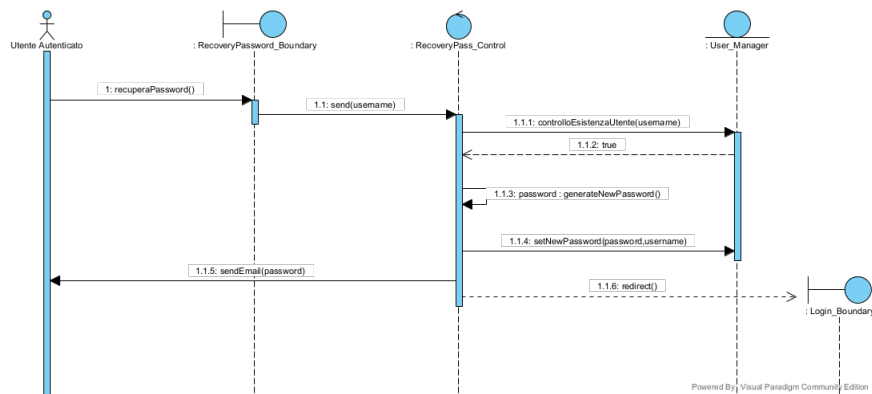 Utente Autenticato
: RecoveryPassword_Boundary
: RecoveryPass_Control
: User_Manager
1: recuperaPassword()
1.1: send(username)
1.1.1: controlloEsistenzaUtente(username)
1.1.2: true
1.1.3: password : generateNewPassword()
1.1.4: setNewPassword(password,username)
1.1.5: sendEmail(password)
1.1.6: redirect()
: Login_Boundary
Powered By Visual Paradigm Community Edition